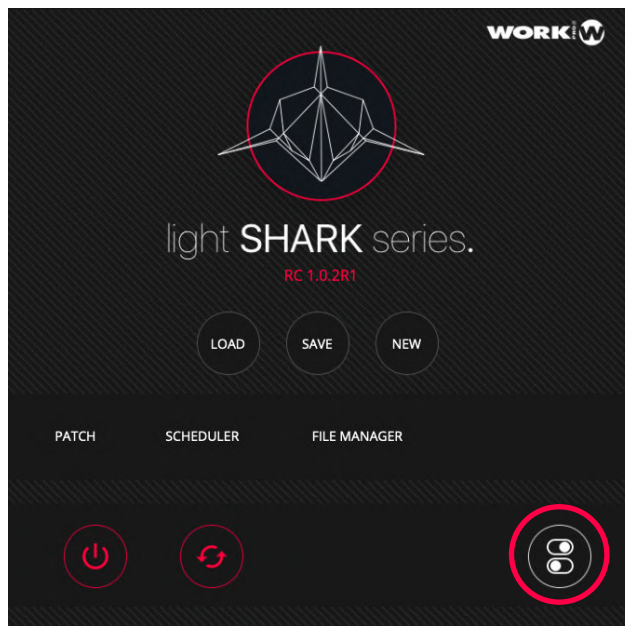 WORK W
light SHARK series.
RC 1.0.2R1
LOAD SAVE NEW
PATCH SCHEDULER FILE MANAGER